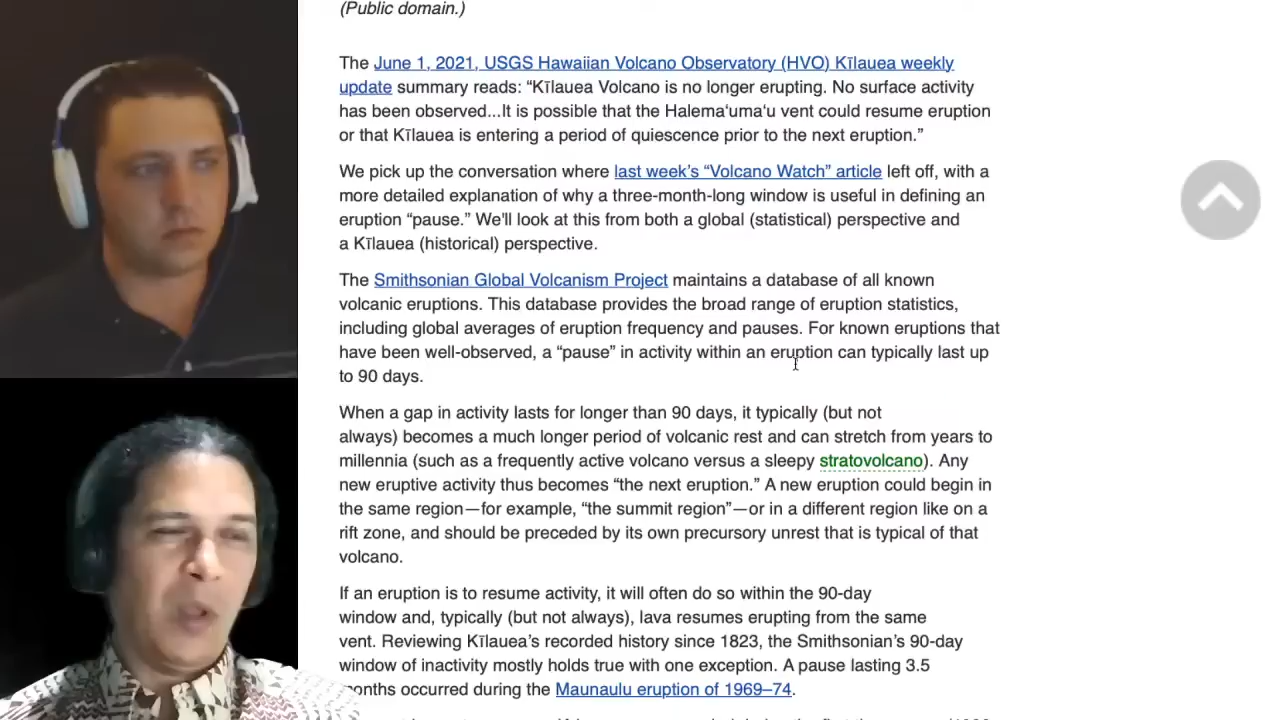 (Public domain.)
The June 1, 2021, USGS Hawaiian Volcano Observatory (HVO) Kīlauea weekly
update summary reads: “Kīlauea Volcano is no longer erupting. No surface activity
has been observed...It is possible that the Halemaʻumaʻu vent could resume eruption
or that Kīlauea is entering a period of quiescence prior to the next eruption.”
We pick up the conversation where last week’s “Volcano Watch” article left off, with a
more detailed explanation of why a three-month-long window is useful in defining an
eruption “pause.” We’ll look at this from both a global (statistical) perspective and
a Kīlauea (historical) perspective.
The Smithsonian Global Volcanism Project maintains a database of all known
volcanic eruptions. This database provides the broad range of eruption statistics,
including global averages of eruption frequency and pauses. For known eruptions that
have been well-observed, a “pause” in activity within an eruption can typically last up
to 90 days.
When a gap in activity lasts for longer than 90 days, it typically (but not
always) becomes a much longer period of volcanic rest and can stretch from years to
millennia (such as a frequently active volcano versus a sleepy stratovolcano). Any
new eruptive activity thus becomes “the next eruption.” A new eruption could begin in
the same region—for example, “the summit region”—or in a different region like on a
rift zone, and should be preceded by its own precursory unrest that is typical of that
volcano.
If an eruption is to resume activity, it will often do so within the 90-day
window and, typically (but not always), lava resumes erupting from the same
vent. Reviewing Kīlauea’s recorded history since 1823, the Smithsonian’s 90-day
window of inactivity mostly holds true with one exception. A pause lasting 3.5
months occurred during the Maunaulu eruption of 1969–74.